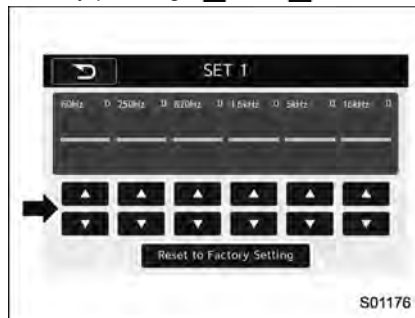 SET 1
60Hz 0 250Hz 0 820Hz 0 1.6kHz 0 5kHz 0 16kHz 0
Reset to Factory Setting
S01176